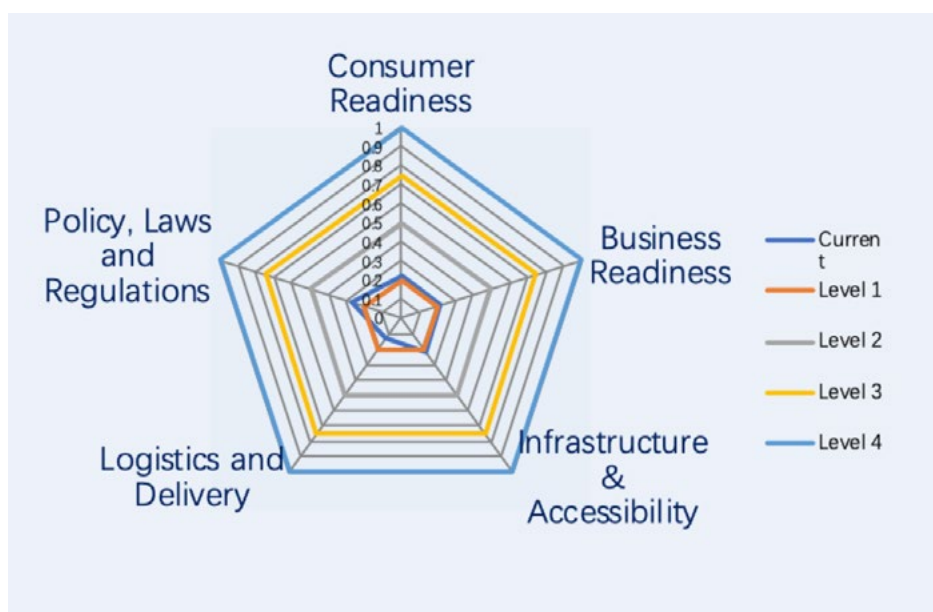 Consumer
Readiness
1
0.9
0.8
0.7
0.6
0.5
0.4
0.3
0.2
0.1
0
Policy, Laws
and
Regulations
Business
Readiness
Logistics and
Delivery
Infrastructure
&
Accessibility
Curren
t
Level 1
Level 2
Level 3
Level 4